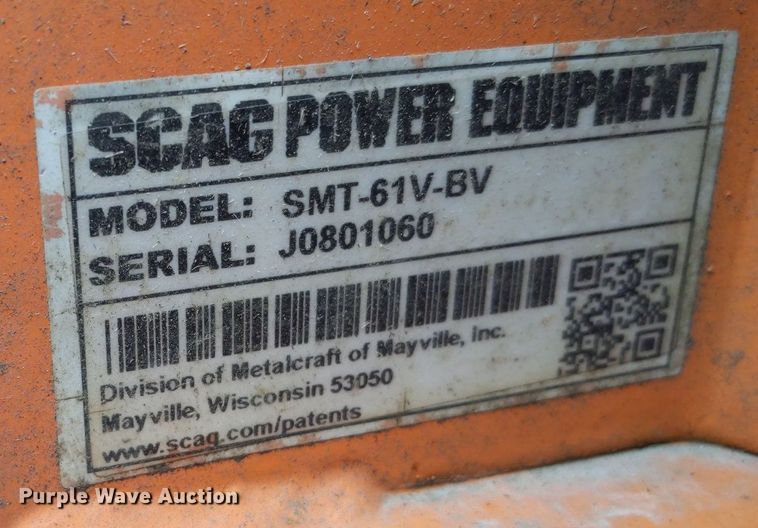 SCAG POWER EQUIPMENT
MODEL: SMT-61V-BV
SERIAL: J0801060
Division of Metalcraft of Mayville, Inc.
Mayville, Wisconsin 53050
www.scag.com/patents
Purple Wave Auction